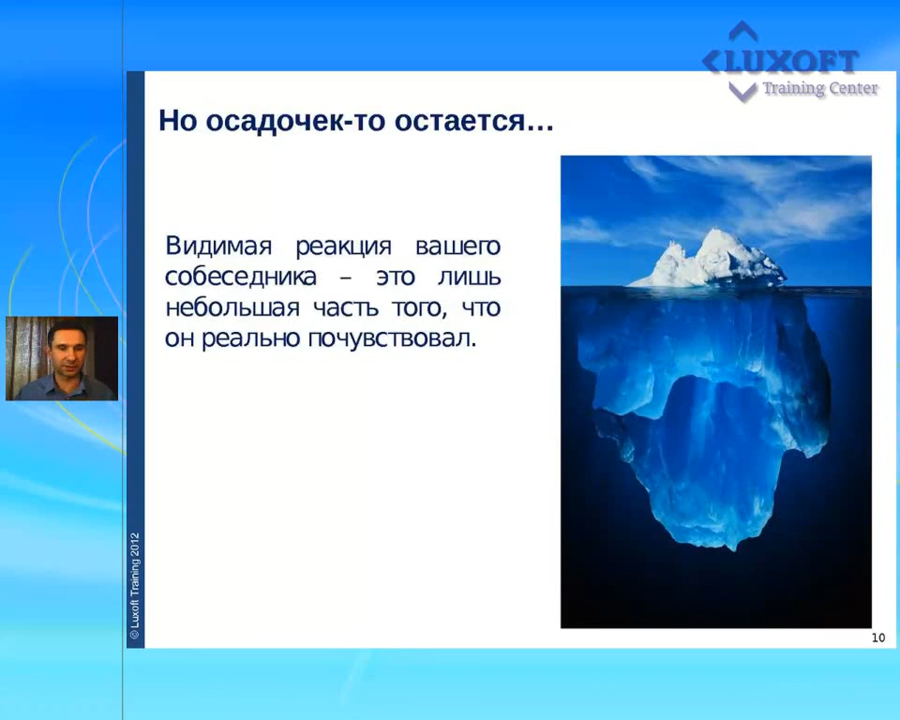 LUXOFT
Training Center
Но осадочек-то остается...
Видимая реакция вашего
собеседника – это лишь
небольшая часть того, что
он реально почувствовал.
© Luxoft Training 2012
10